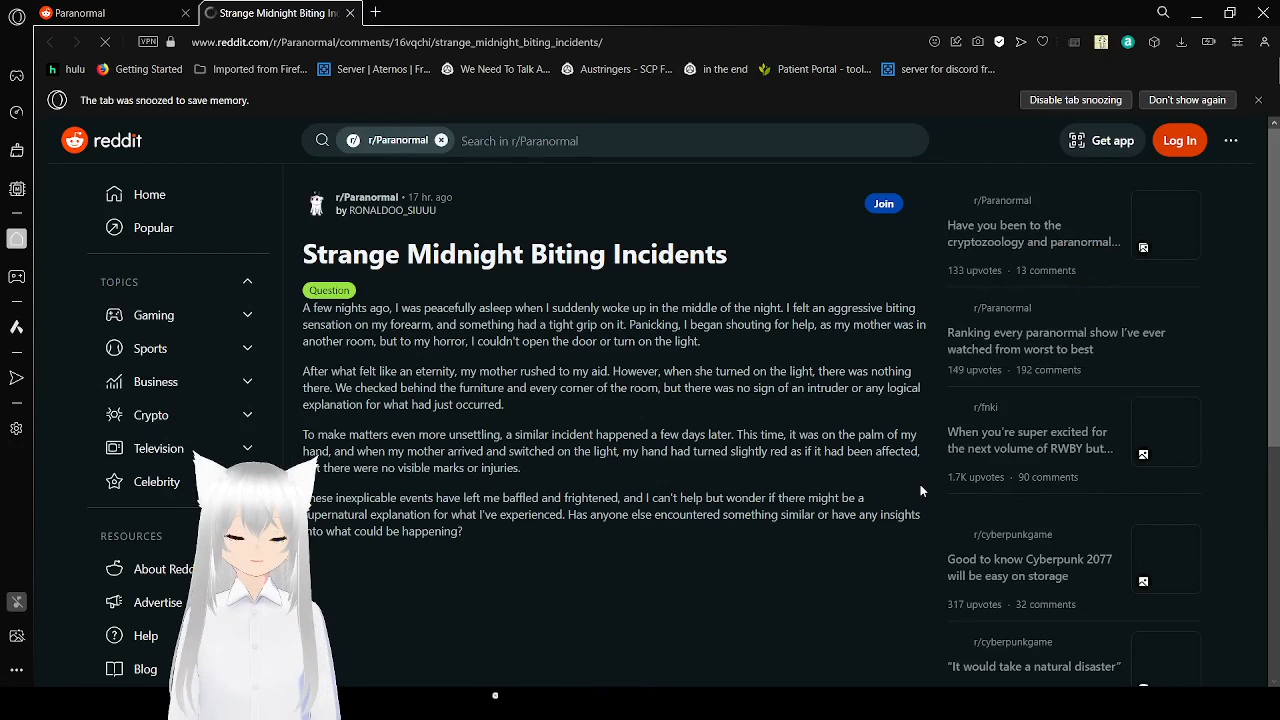 Paranormal
Strange Midnight Biting In
VPN
www.reddit.com/r/Paranormal/comments/16vqchi/strange_midnight_biting_incidents/
hulu
Getting Started
Imported from Firef...
Server | Aternos | Fr...
We Need To Talk A...
Austringers - SCP F...
in the end
Patient Portal - tool...
server for discord fr...
The tab was snoozed to save memory.
Disable tab snoozing
Don't show again
reddit
r/ r/Paranormal
Search in r/Paranormal
Get app
Log In
Home
Popular
TOPICS
Gaming
Sports
Business
Crypto
Television
Celebrity
RESOURCES
About Redd
Advertise
Help
Blog
r/Paranormal • 17 hr. ago
by RONALDOO_SIUUU
Join
Strange Midnight Biting Incidents
Question
A few nights ago, I was peacefully asleep when I suddenly woke up in the middle of the night. I felt an aggressive biting
sensation on my forearm, and something had a tight grip on it. Panicking, I began shouting for help, as my mother was in
another room, but to my horror, I couldn't open the door or turn on the light.
After what felt like an eternity, my mother rushed to my aid. However, when she turned on the light, there was nothing
there. We checked behind the furniture and every corner of the room, but there was no sign of an intruder or any logical
explanation for what had just occurred.
To make matters even more unsettling, a similar incident happened a few days later. This time, it was on the palm of my
hand, and when my mother arrived and switched on the light, my hand had turned slightly red as if it had been affected,
there were no visible marks or injuries.
hese inexplicable events have left me baffled and frightened, and I can't help but wonder if there might be a
upernatural explanation for what I've experienced. Has anyone else encountered something similar or have any insights
nto what could be happening?
r/Paranormal
Have you been to the
cryptozoology and paranormal...
133 upvotes · 13 comments
r/Paranormal
Ranking every paranormal show I've ever
watched from worst to best
149 upvotes · 192 comments
r/fnki
When you're super excited for
the next volume of RWBY but...
1.7K upvotes · 90 comments
r/cyberpunkgame
Good to know Cyberpunk 2077
will be easy on storage
317 upvotes · 32 comments
r/cyberpunkgame
"It would take a natural disaster"